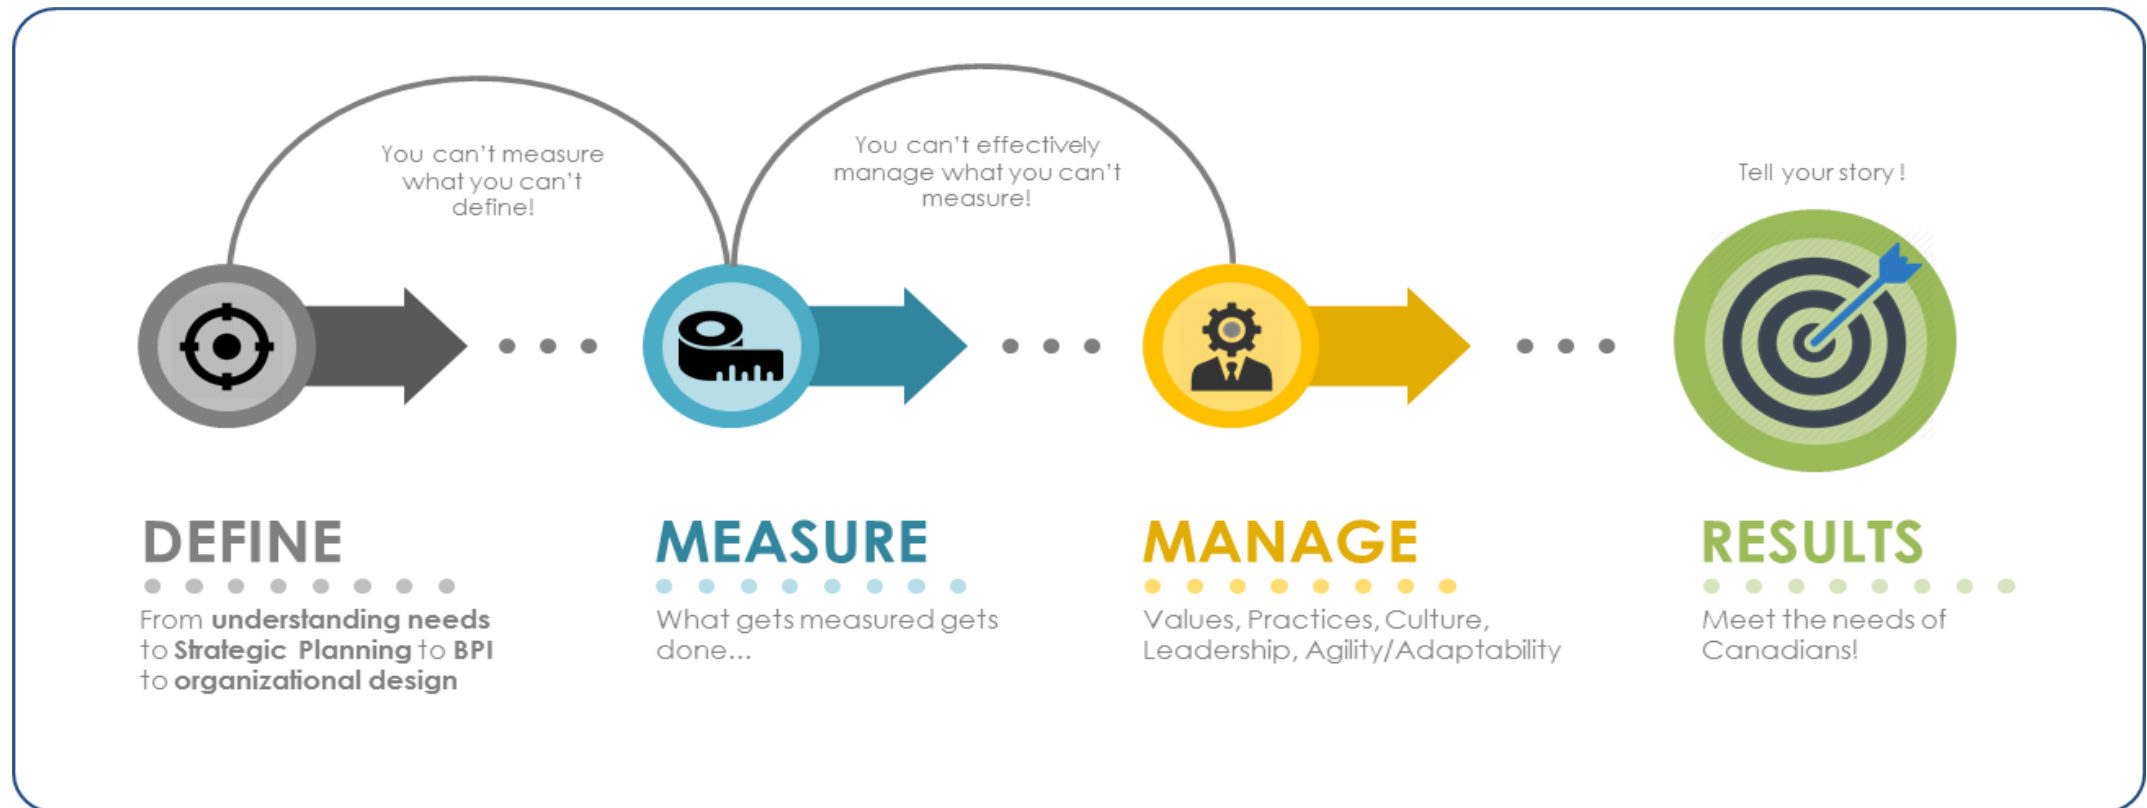 You can't measure
what you can't
define!
You can't effectively
manage what you can't
measure!
Tell your story!
DEFINE
From understanding needs
to Strategic Planning to BPI
to organizational design
MEASURE
What gets measured gets
done...
MANAGE
Values, Practices, Culture,
Leadership, Agility/Adaptability
RESULTS
Meet the needs of
Canadians!